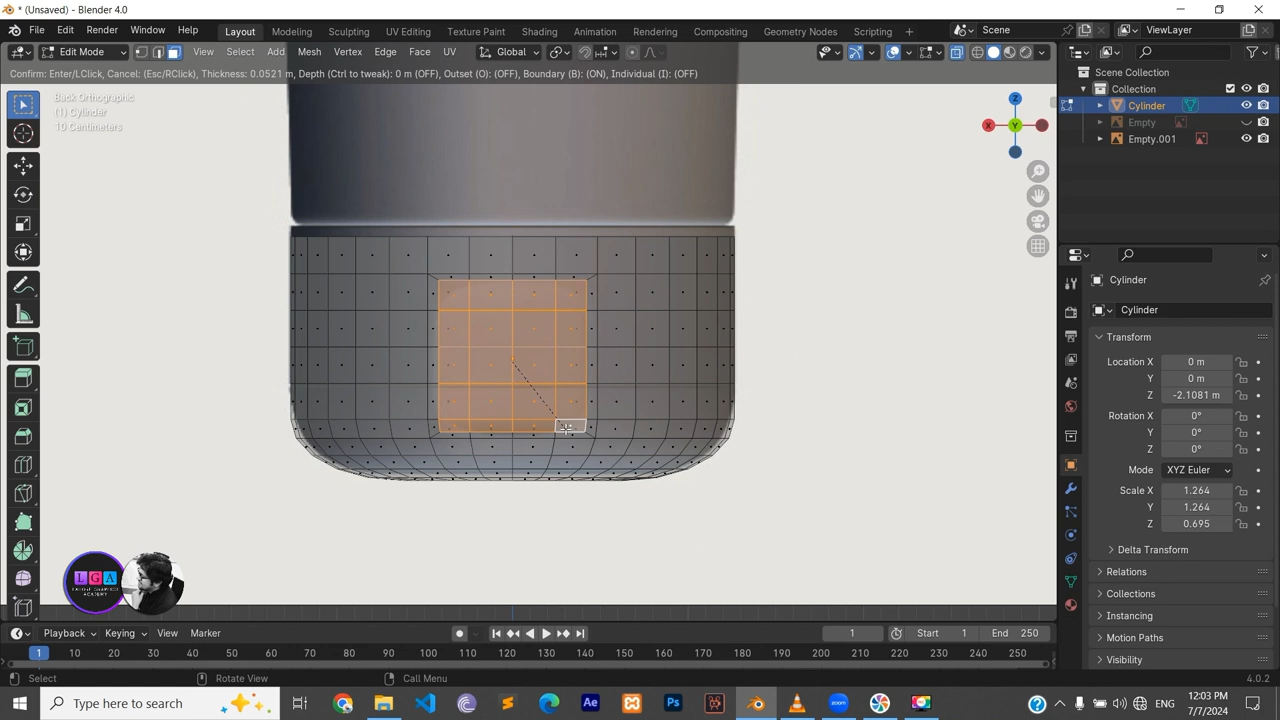 * (Unsaved) - Blender 4.0
File Edit Render Window Help Layout Modeling Sculpting UV Editing Texture Paint Shading Animation Rendering Compositing Geometry Nodes Scripting + Scene ViewLayer
Edit Mode View Select Add Mesh Vertex Edge Face UV Global
Confirm: Enter/LClick, Cancel: (Esc/RClick), Thickness: 0.0521 m, Depth (Ctrl to tweak): 0 m (OFF), Outset (O): (OFF), Boundary (B): (ON), Individual (I): (OFF)
Back Orthographic
(1) Cylinder
10 Centimeters
Z
X
Y
Scene Collection
Collection
Cylinder
Empty
Empty.001
Cylinder
Cylinder
Transform
Location X 0 m
Y 0 m
Z -2.1081 m
Rotation X 0°
Y 0°
Z 0°
Mode XYZ Euler
Scale X 1.264
Y 1.264
Z 0.695
Delta Transform
Relations
Collections
Instancing
Motion Paths
Visibility
LGA
Playback Keying View Marker 1 Start 1 End 250
1 10 20 30 40 50 60 70 80 90 100 110 120 130 140 150 160 170 180 190 200 210 220 230 240 250
Select Rotate View Call Menu 4.0.2
Type here to search
Ae
Ps
zoom
ENG
12:03 PM
7/7/2024